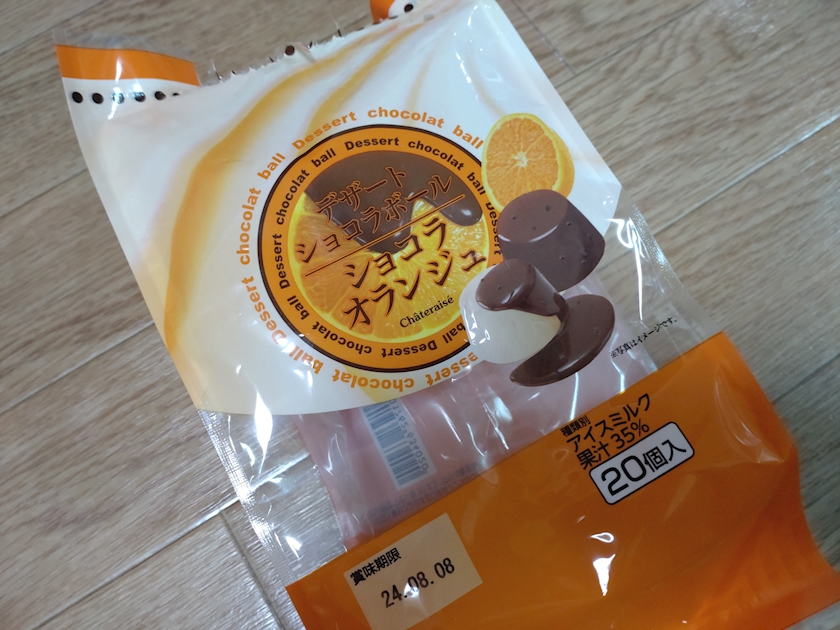 Dessert chocolat ball Dessert chocolat ball Dessert chocolat ball
Dessert chocolat ball Dessert chocolat ball Dessert chocolat ball
デザート
ショコラボール
ショコラ
オランジュ
Châteraisé
※写真はイメージです。
種類別
アイスミルク
果汁35%
20個入
賞味期限
24.08.08